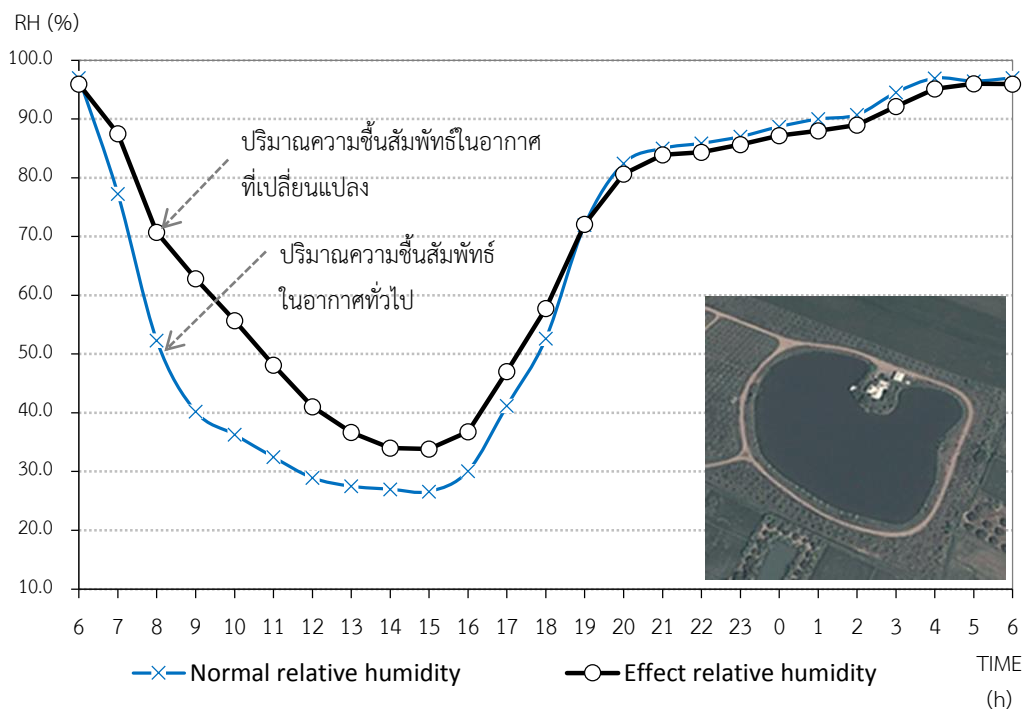 RH (%)
100.0
90.0
80.0
70.0
60.0
50.0
40.0
30.0
20.0
10.0
ปริมาณความชื้นสัมพัทธ์ในอากาศ
ที่เปลี่ยนแปลง
ปริมาณความชื้นสัมพัทธ์
ในอากาศทั่วไป
6 7 8 9 10 11 12 13 14 15 16 17 18 19 20 21 22 23 0 1 2 3 4 5 6
Normal relative humidity
Effect relative humidity
TIME
(h)